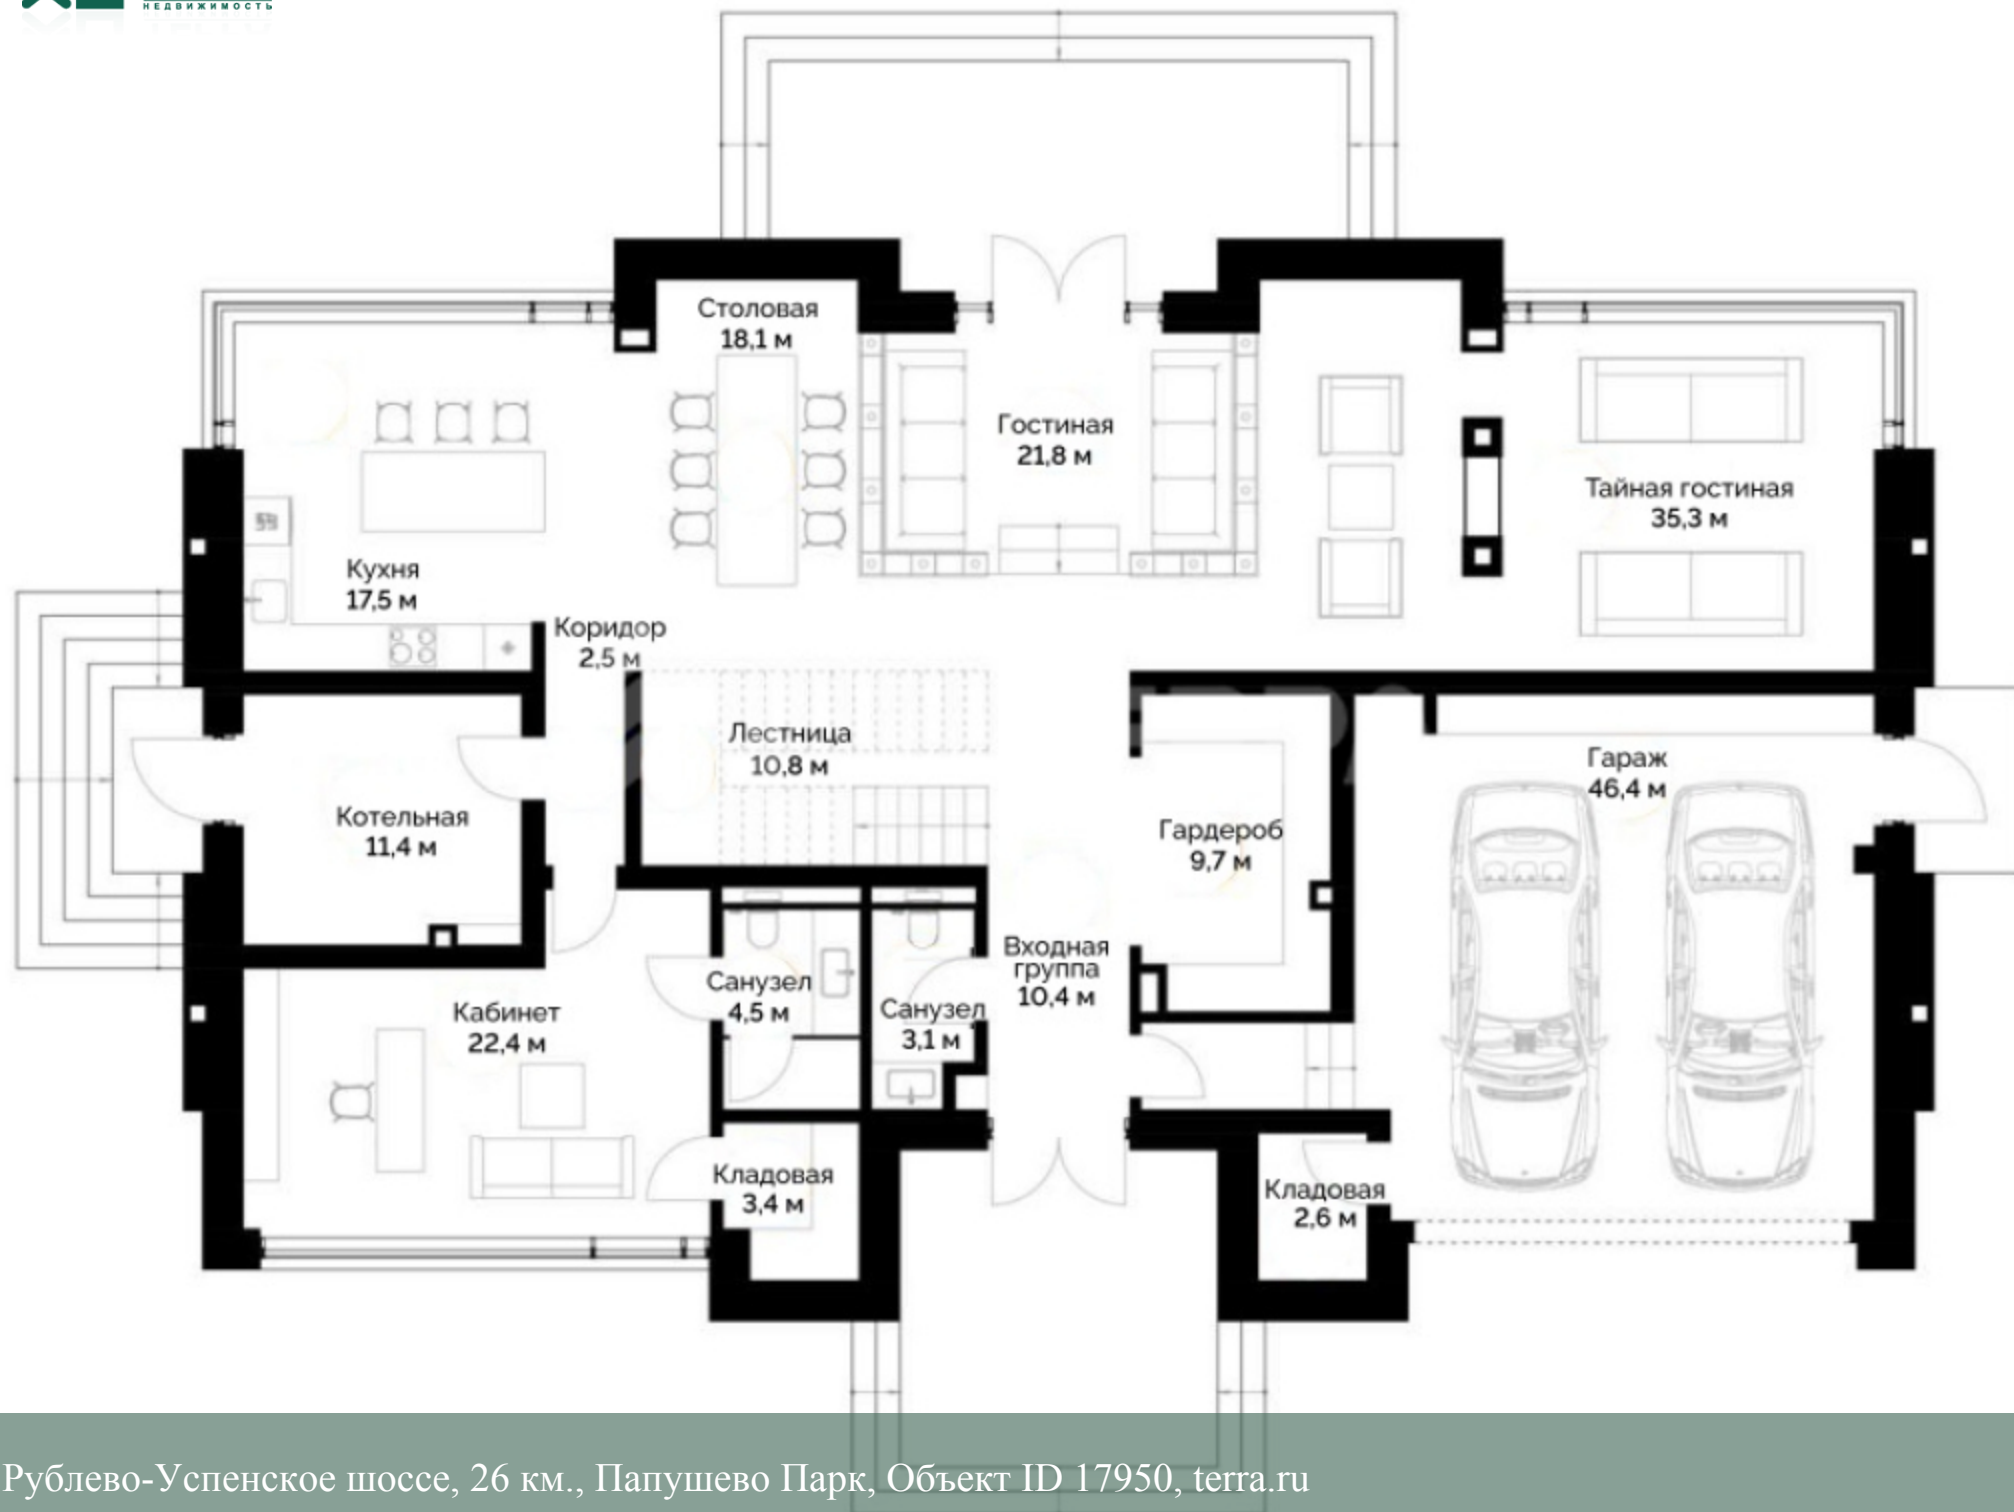 НЕДВИЖИМОСТЬ
Столовая
18,1 м
Гостиная
21,8 м
Тайная гостиная
35,3 м
Кухня
17,5 м
Коридор
2,5 м
Лестница
10,8 м
Гараж
46,4 м
Котельная
11,4 м
Гардероб
9,7 м
Входная
группа
10,4 м
Санузел
4,5 м
Санузел
3,1 м
Кабинет
22,4 м
Кладовая
3,4 м
Кладовая
2,6 м
Рублево-Успенское шоссе, 26 км., Папушево Парк, Объект ID 17950, terra.ru